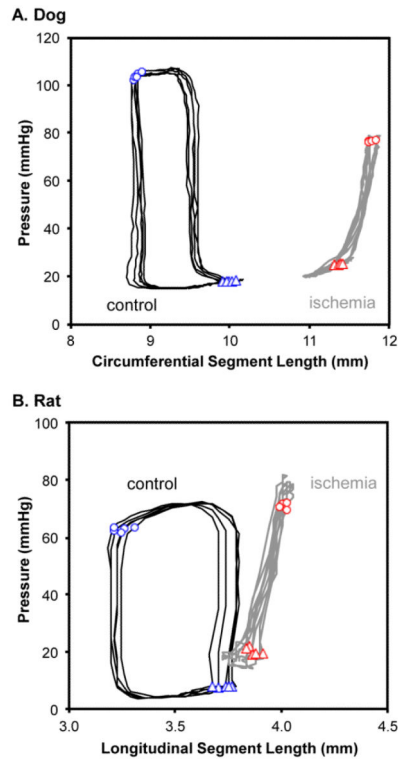 A. Dog
120
100
80
60
40
20
0
Pressure (mmHg)
control
ischemia
8
9
10
11
12
Circumferential Segment Length (mm)
B. Rat
100
80
60
40
20
0
Pressure (mmHg)
control
ischemia
3.0
3.5
4.0
4.5
Longitudinal Segment Length (mm)